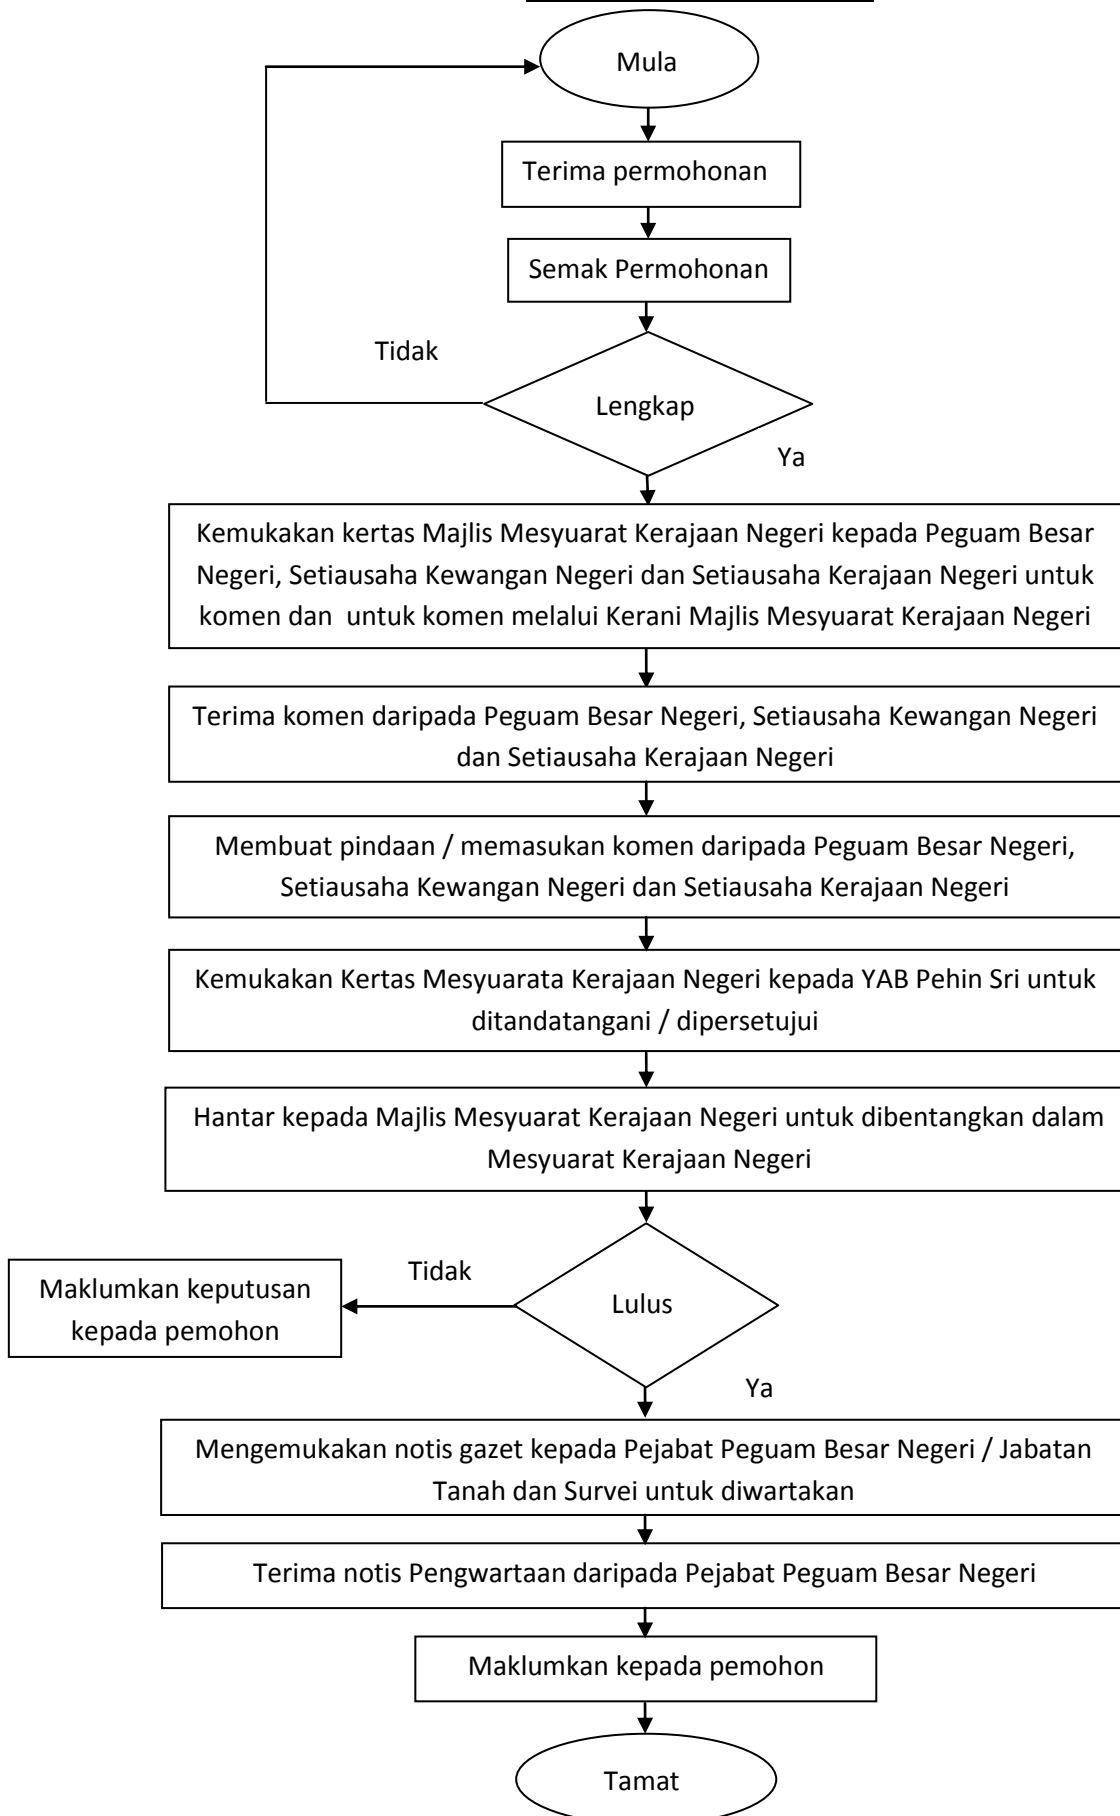 Mula
Terima permohonan
Semak Permohonan
Tidak
Lengkap
Ya
Kemukakan kertas Majlis Mesyuarat Kerajaan Negeri kepada Peguam Besar
Negeri, Setiausaha Kewangan Negeri dan Setiausaha Kerajaan Negeri untuk
komen dan  untuk komen melalui Kerani Majlis Mesyuarat Kerajaan Negeri
Terima komen daripada Peguam Besar Negeri, Setiausaha Kewangan Negeri
dan Setiausaha Kerajaan Negeri
Membuat pindaan / memasukan komen daripada Peguam Besar Negeri,
Setiausaha Kewangan Negeri dan Setiausaha Kerajaan Negeri
Kemukakan Kertas Mesyuarata Kerajaan Negeri kepada YAB Pehin Sri untuk
ditandatangani / dipersetujui
Hantar kepada Majlis Mesyuarat Kerajaan Negeri untuk dibentangkan dalam
Mesyuarat Kerajaan Negeri
Tidak
Maklumkan keputusan
kepada pemohon
Lulus
Ya
Mengemukakan notis gazet kepada Pejabat Peguam Besar Negeri / Jabatan
Tanah dan Survei untuk diwartakan
Terima notis Pengwartaan daripada Pejabat Peguam Besar Negeri
Maklumkan kepada pemohon
Tamat